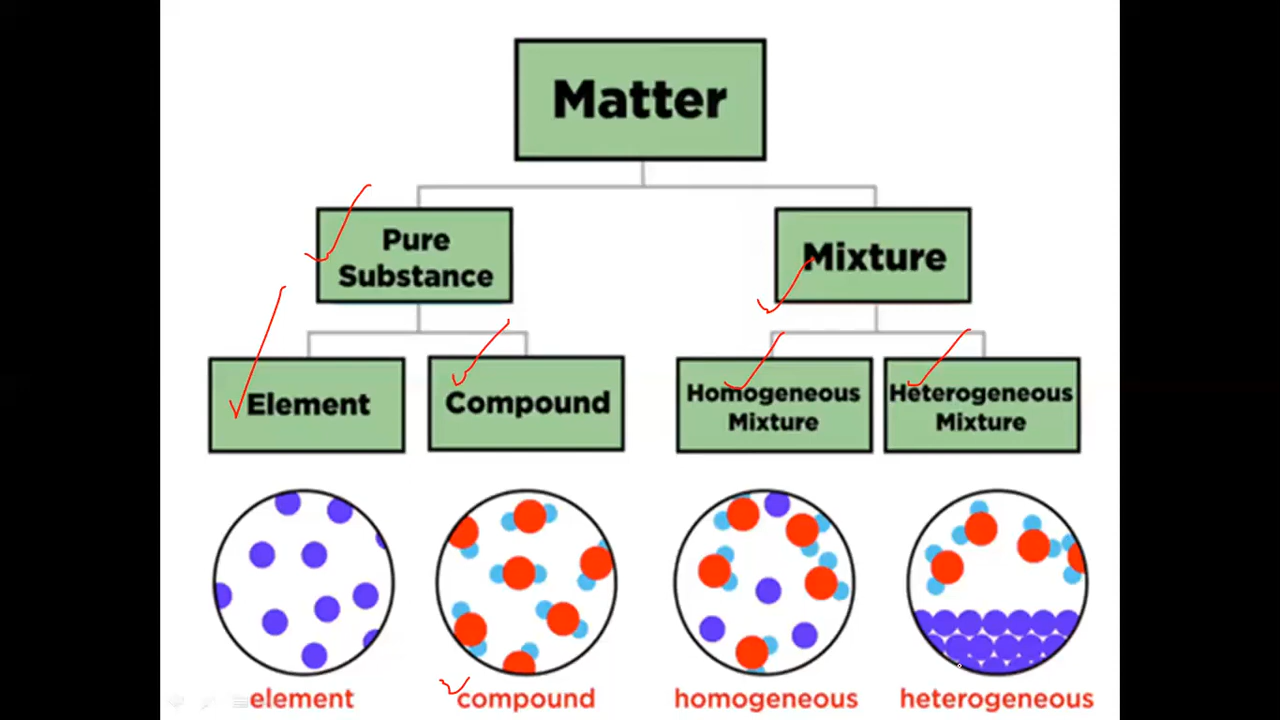 Matter
Pure
Substance
Mixture
Element
Compound
Homogeneous
Mixture
Heterogeneous
Mixture
element
compound
homogeneous
heterogeneous